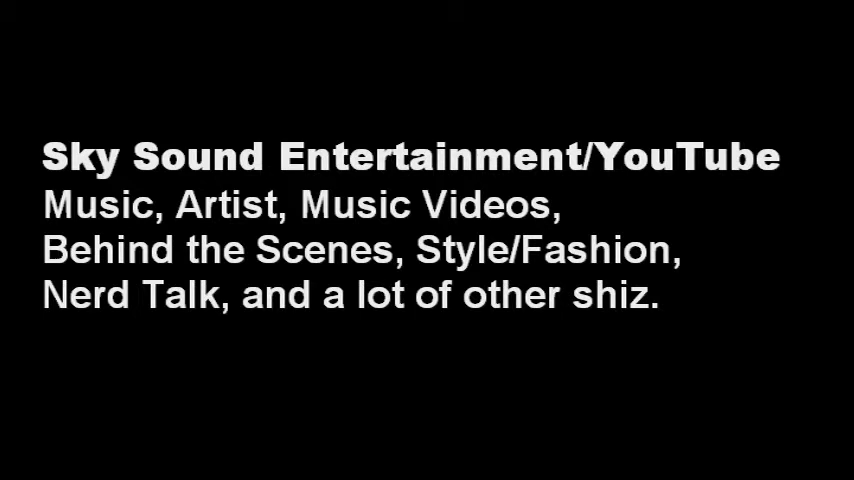 Sky Sound Entertainment/YouTube
Music, Artist, Music Videos,
Behind the Scenes, Style/Fashion,
Nerd Talk, and a lot of other shiz.